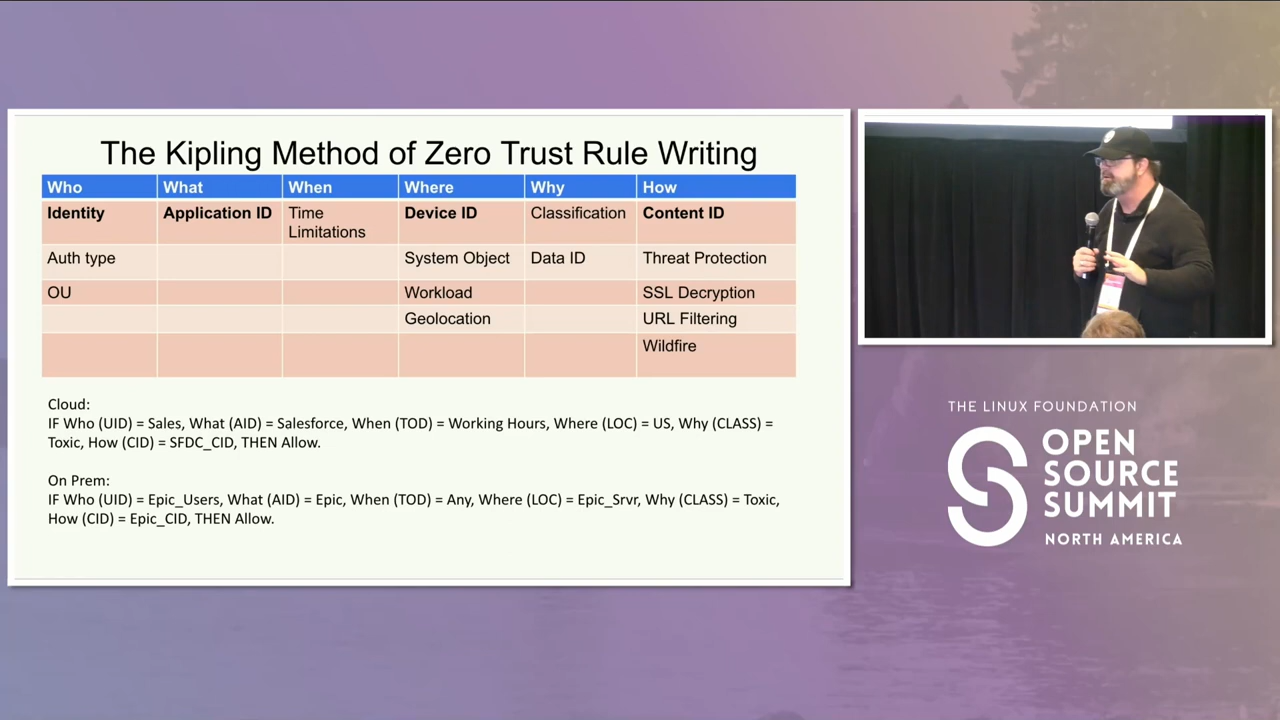 The Kipling Method of Zero Trust Rule Writing
Who What When Where Why How
Identity Application ID Time Limitations Device ID Classification Content ID
Auth type System Object Data ID Threat Protection
OU Workload SSL Decryption
Geolocation URL Filtering
Wildfire
Cloud:
IF Who (UID) = Sales, What (AID) = Salesforce, When (TOD) = Working Hours, Where (LOC) = US, Why (CLASS) =
Toxic, How (CID) = SFDC_CID, THEN Allow.
On Prem:
IF Who (UID) = Epic_Users, What (AID) = Epic, When (TOD) = Any, Where (LOC) = Epic_Srvr, Why (CLASS) = Toxic,
How (CID) = Epic_CID, THEN Allow.
THE LINUX FOUNDATION
OPEN
SOURCE
SUMMIT
NORTH AMERICA